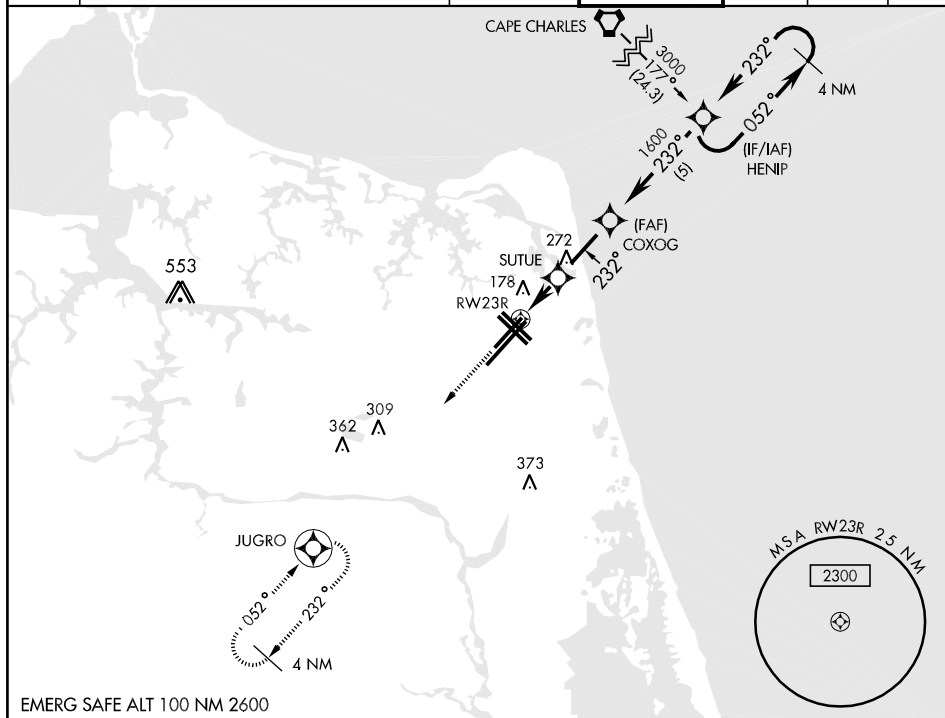 CAPE CHARLES
3000
177°
(24.3)
232°
4 NM
052°
(IF/IAF)
HENIP
1600
232°
(5)
(FAF)
COXOG
272
SUTUE
232°
553
178
RW23R
309
362
373
JUGRO
052°
232°
4 NM
MSA RW23R 25 NM
2300
EMERG SAFE ALT 100 NM 2600